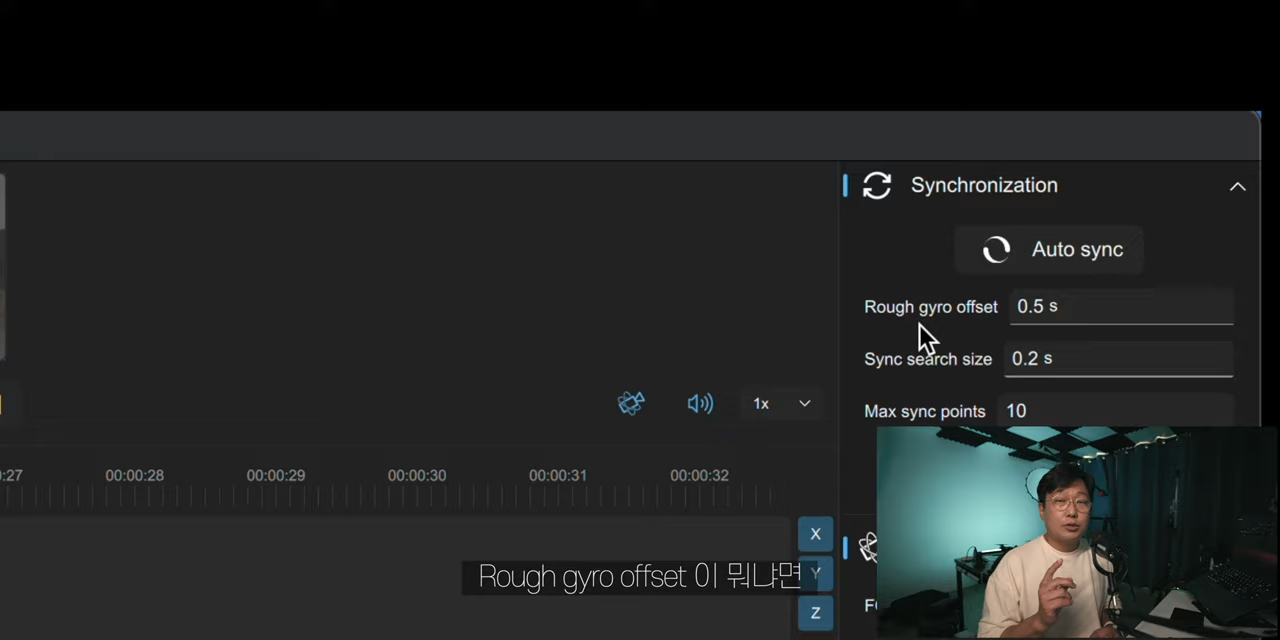 Synchronization
Auto sync
Rough gyro offset 0.5 s
Sync search size 0.2 s
1x
Max sync points 10
00:00:28 00:00:29 00:00:30 00:00:31 00:00:32
X
Rough gyro offset 이 뭐냐면 Y
Z